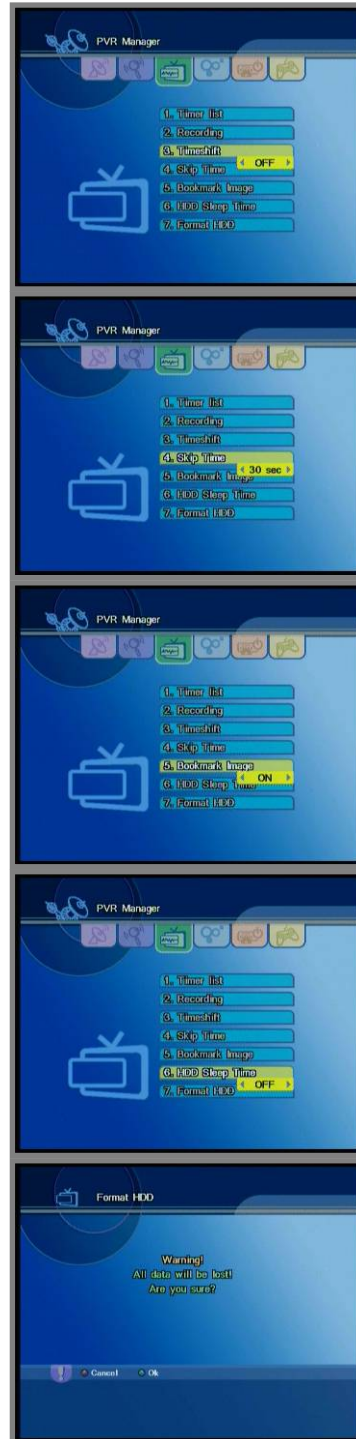 PVR Manager
1. Timer list
2. Recording
3. Timeshift
OFF
4. Skip Time
5. Bookmark Image
6. HDD Sleep Time
7. Format HDD
PVR Manager
1. Timer list
2. Recording
3. Timeshift
4. Skip Time
30 sec
5. Bookmark Image
6. HDD Sleep Time
7. Format HDD
PVR Manager
1. Timer list
2. Recording
3. Timeshift
4. Skip Time
5. Bookmark Image
ON
6. HDD Sleep Time
7. Format HDD
PVR Manager
1. Timer list
2. Recording
3. Timeshift
4. Skip Time
5. Bookmark Image
6. HDD Sleep Time
OFF
7. Format HDD
Format HDD
Warning!
All data will be lost!
Are you sure?
Cancel Ok